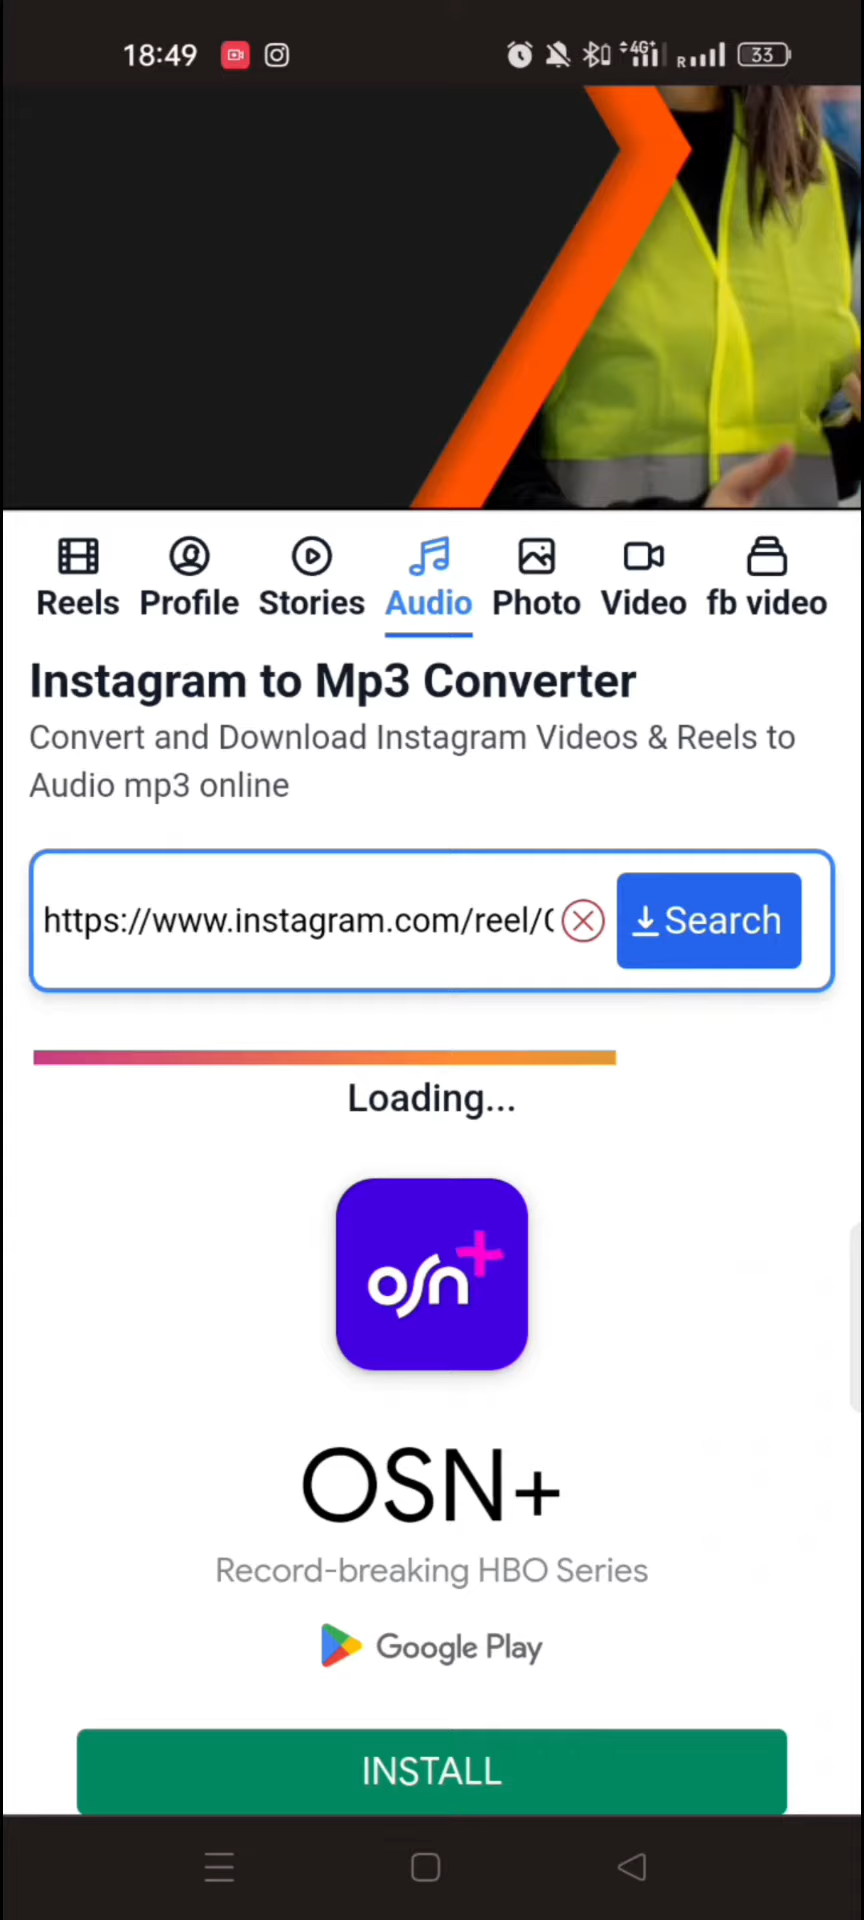 18:49
4G+
R
33
Reels Profile Stories Audio Photo Video fb video
Instagram to Mp3 Converter
Convert and Download Instagram Videos & Reels to
Audio mp3 online
https://www.instagram.com/reel/
Search
Loading...
osn+
OSN+
Record-breaking HBO Series
Google Play
INSTALL